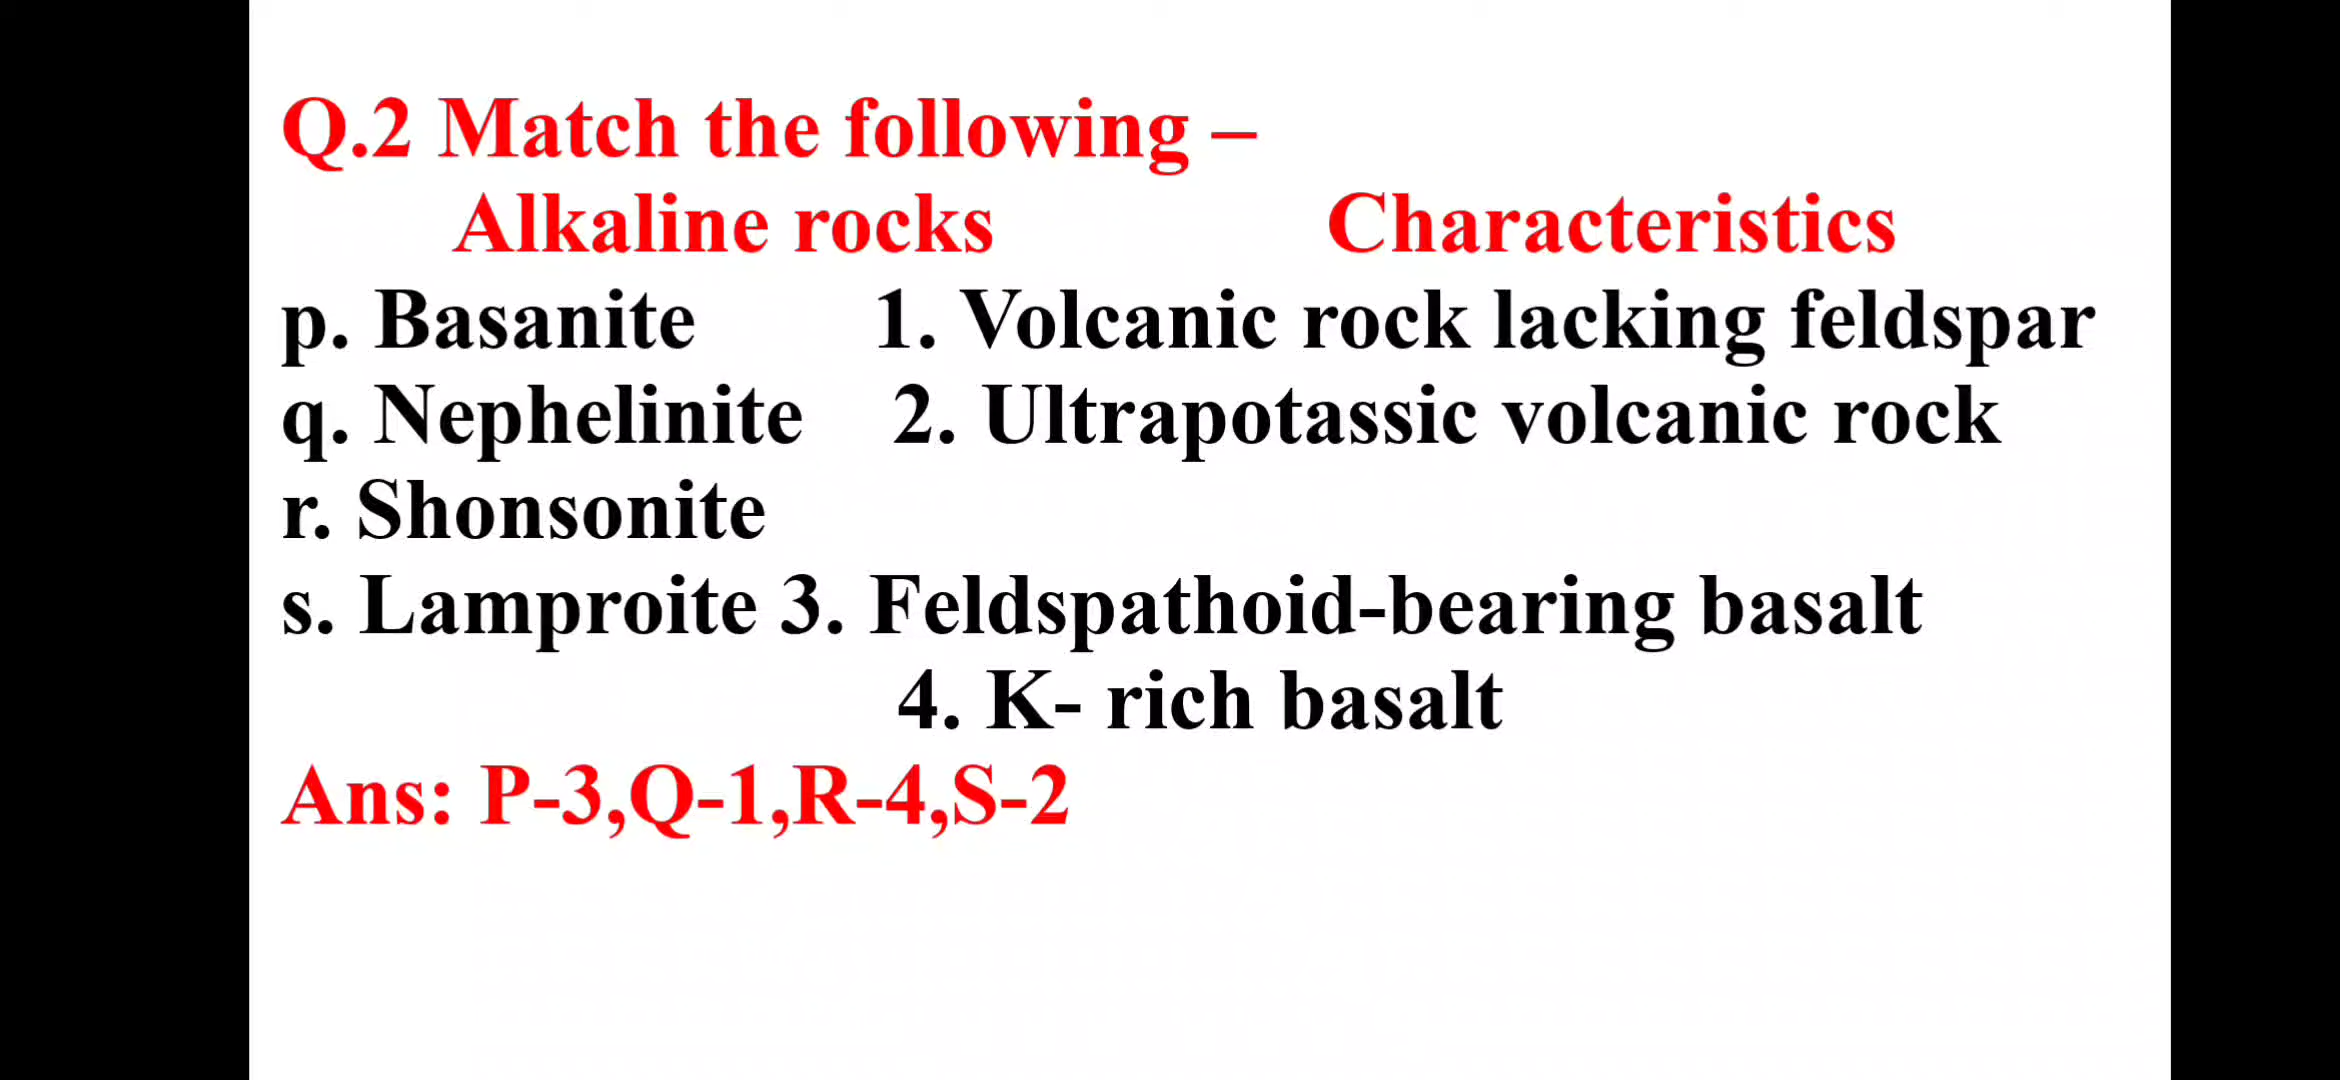 Q.2 Match the following –
Alkaline rocks Characteristics
p. Basanite 1. Volcanic rock lacking feldspar
q. Nephelinite 2. Ultrapotassic volcanic rock
r. Shonsonite
s. Lamproite 3. Feldspathoid-bearing basalt
4. K- rich basalt
Ans: P-3,Q-1,R-4,S-2